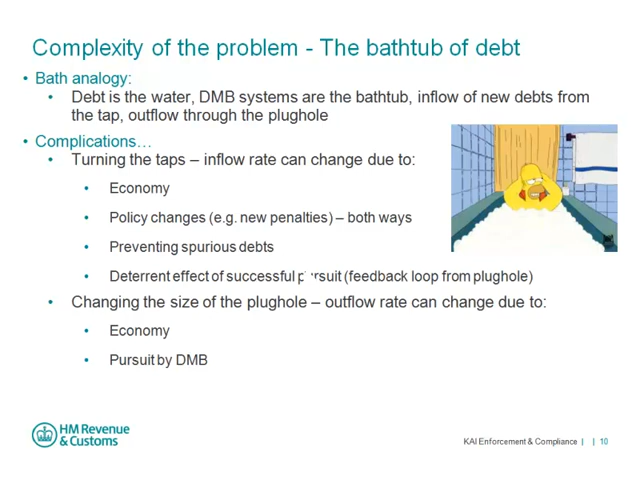 Complexity of the problem - The bathtub of debt
• Bath analogy:
• Debt is the water, DMB systems are the bathtub, inflow of new debts from
the tap, outflow through the plughole
• Complications…
• Turning the taps – inflow rate can change due to:
• Economy
• Policy changes (e.g. new penalties) – both ways
• Preventing spurious debts
• Deterrent effect of successful pursuit (feedback loop from plughole)
• Changing the size of the plughole – outflow rate can change due to:
• Economy
• Pursuit by DMB
HM Revenue
& Customs
KAI Enforcement & Compliance | | 10